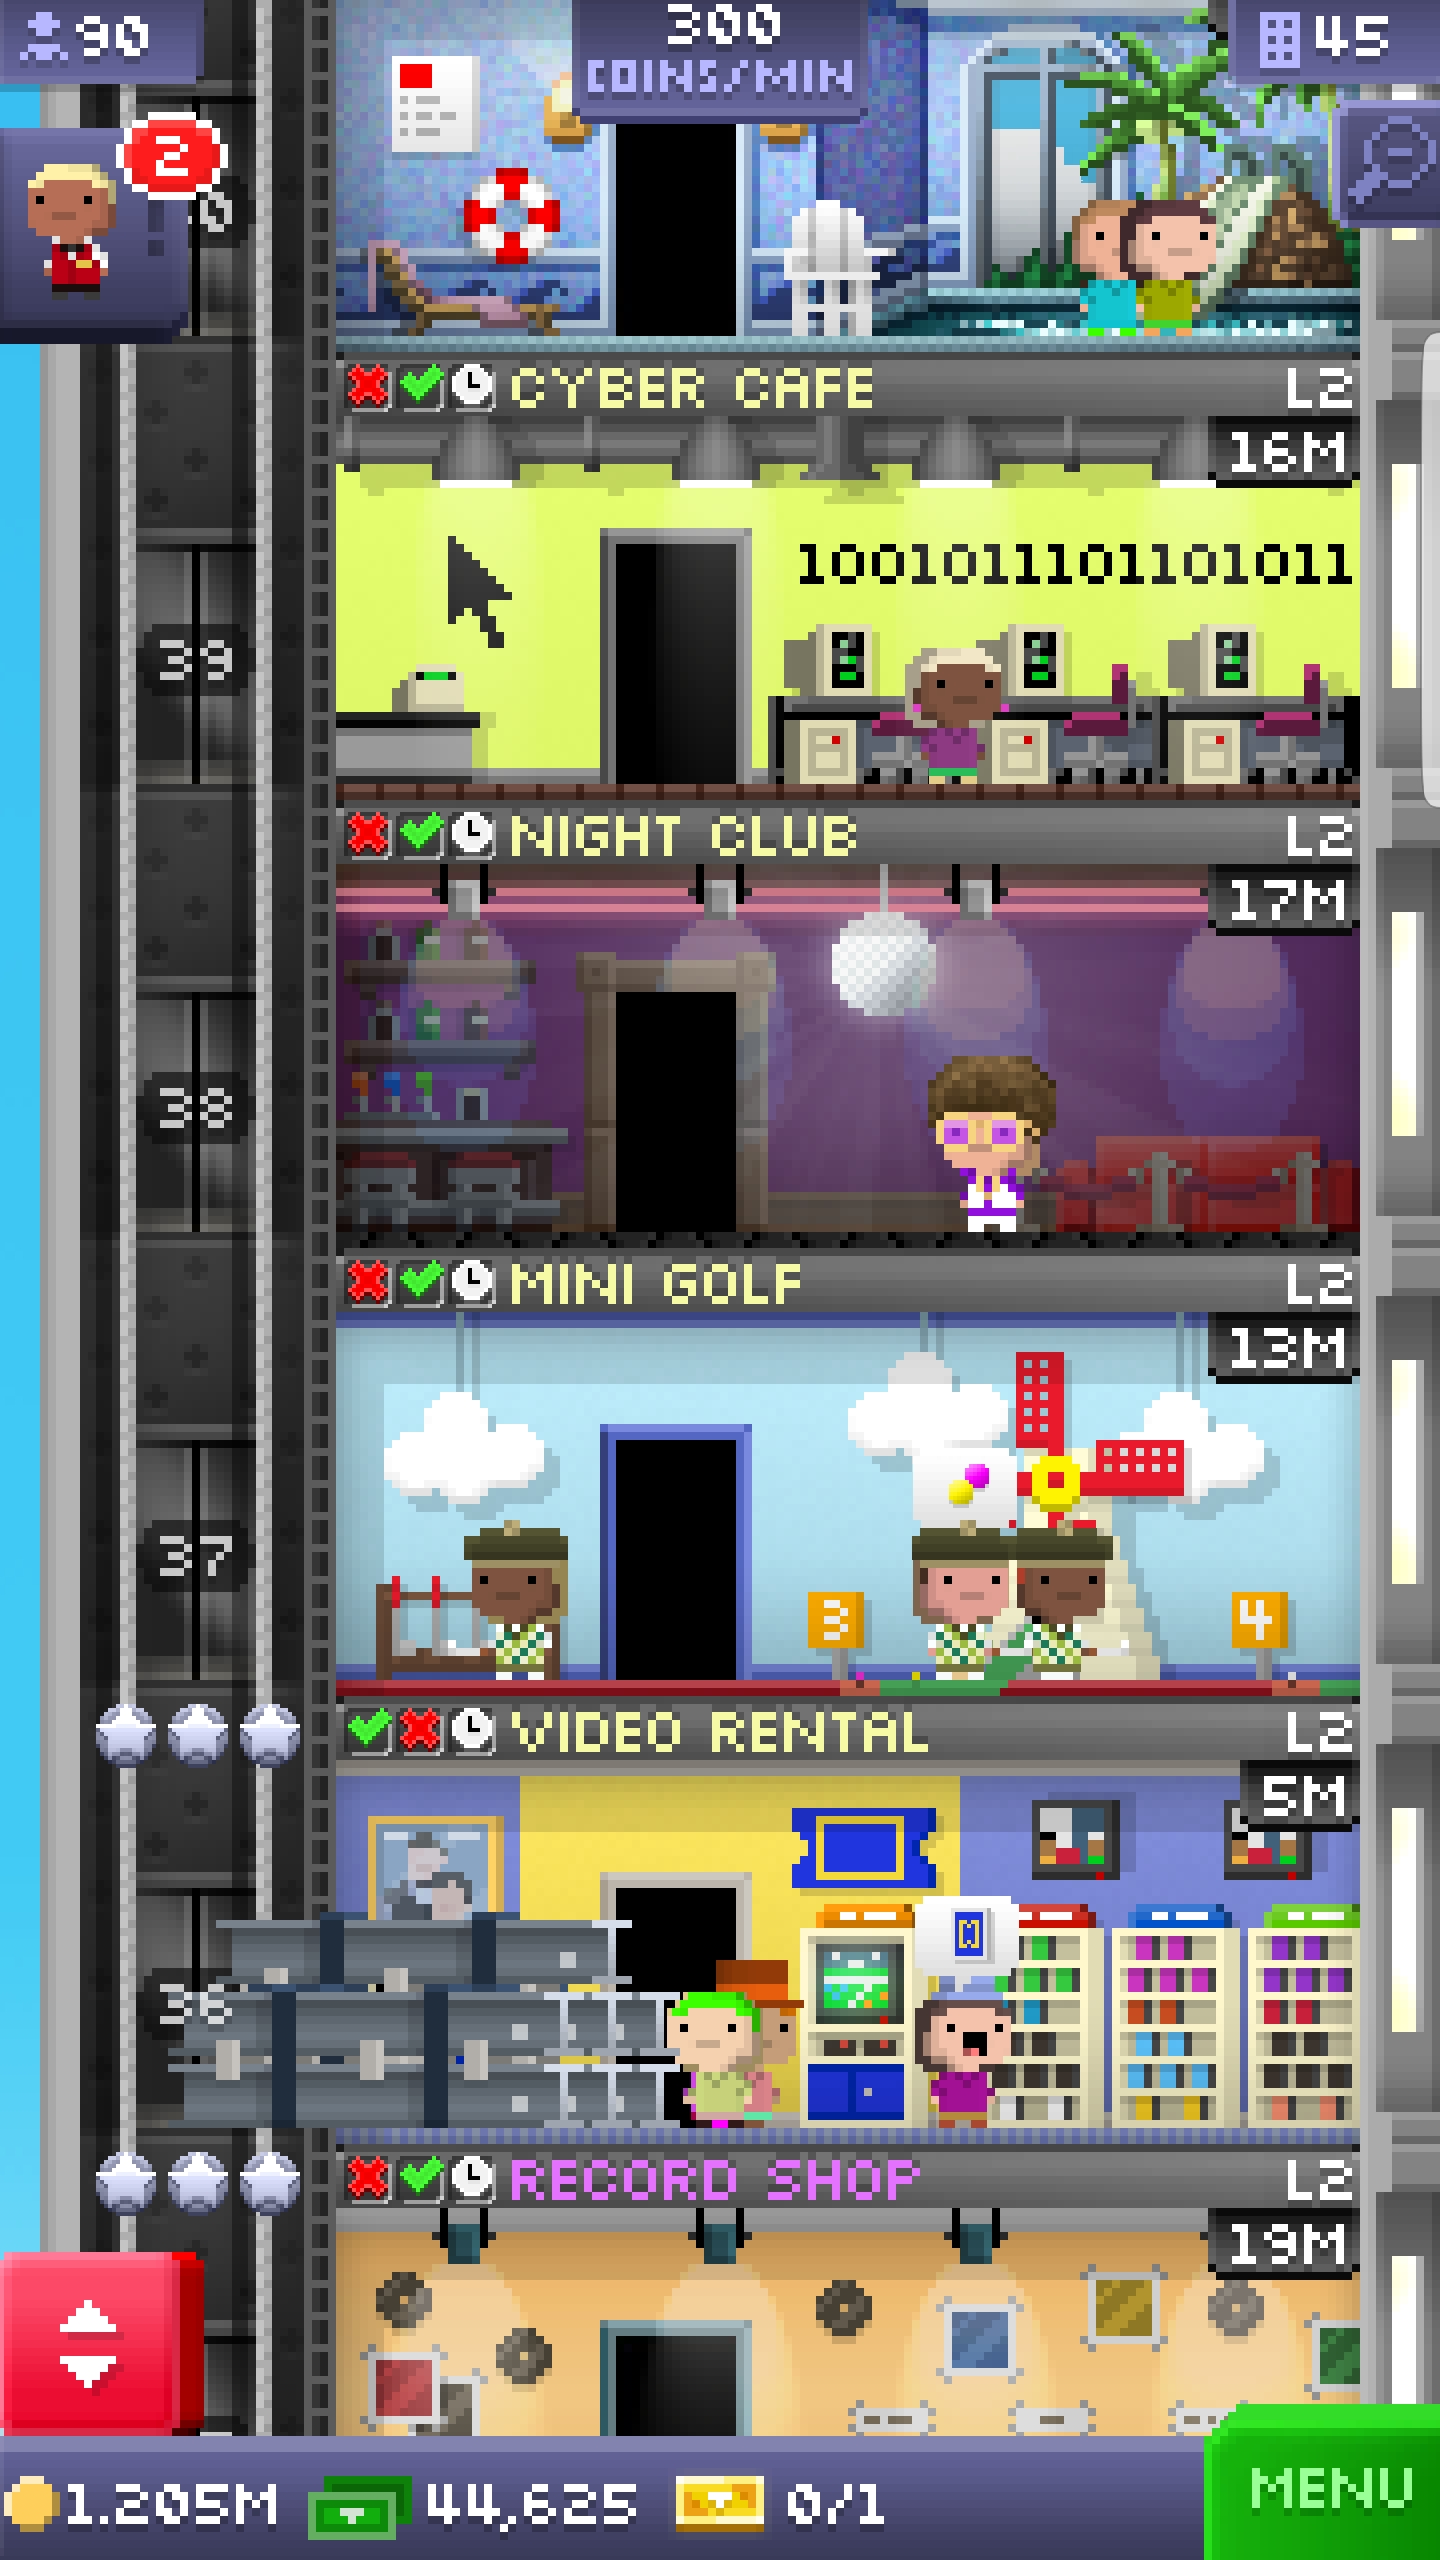 90
300
COINS/MIN
45
2
CYBER CAFE L2
16M
1001011101101011
39
NIGHT CLUB L2
17M
38
MINI GOLF L2
13M
37
3
4
VIDEO RENTAL L2
5M
36
RECORD SHOP L2
19M
1.205M 44,625 0/1
MENU